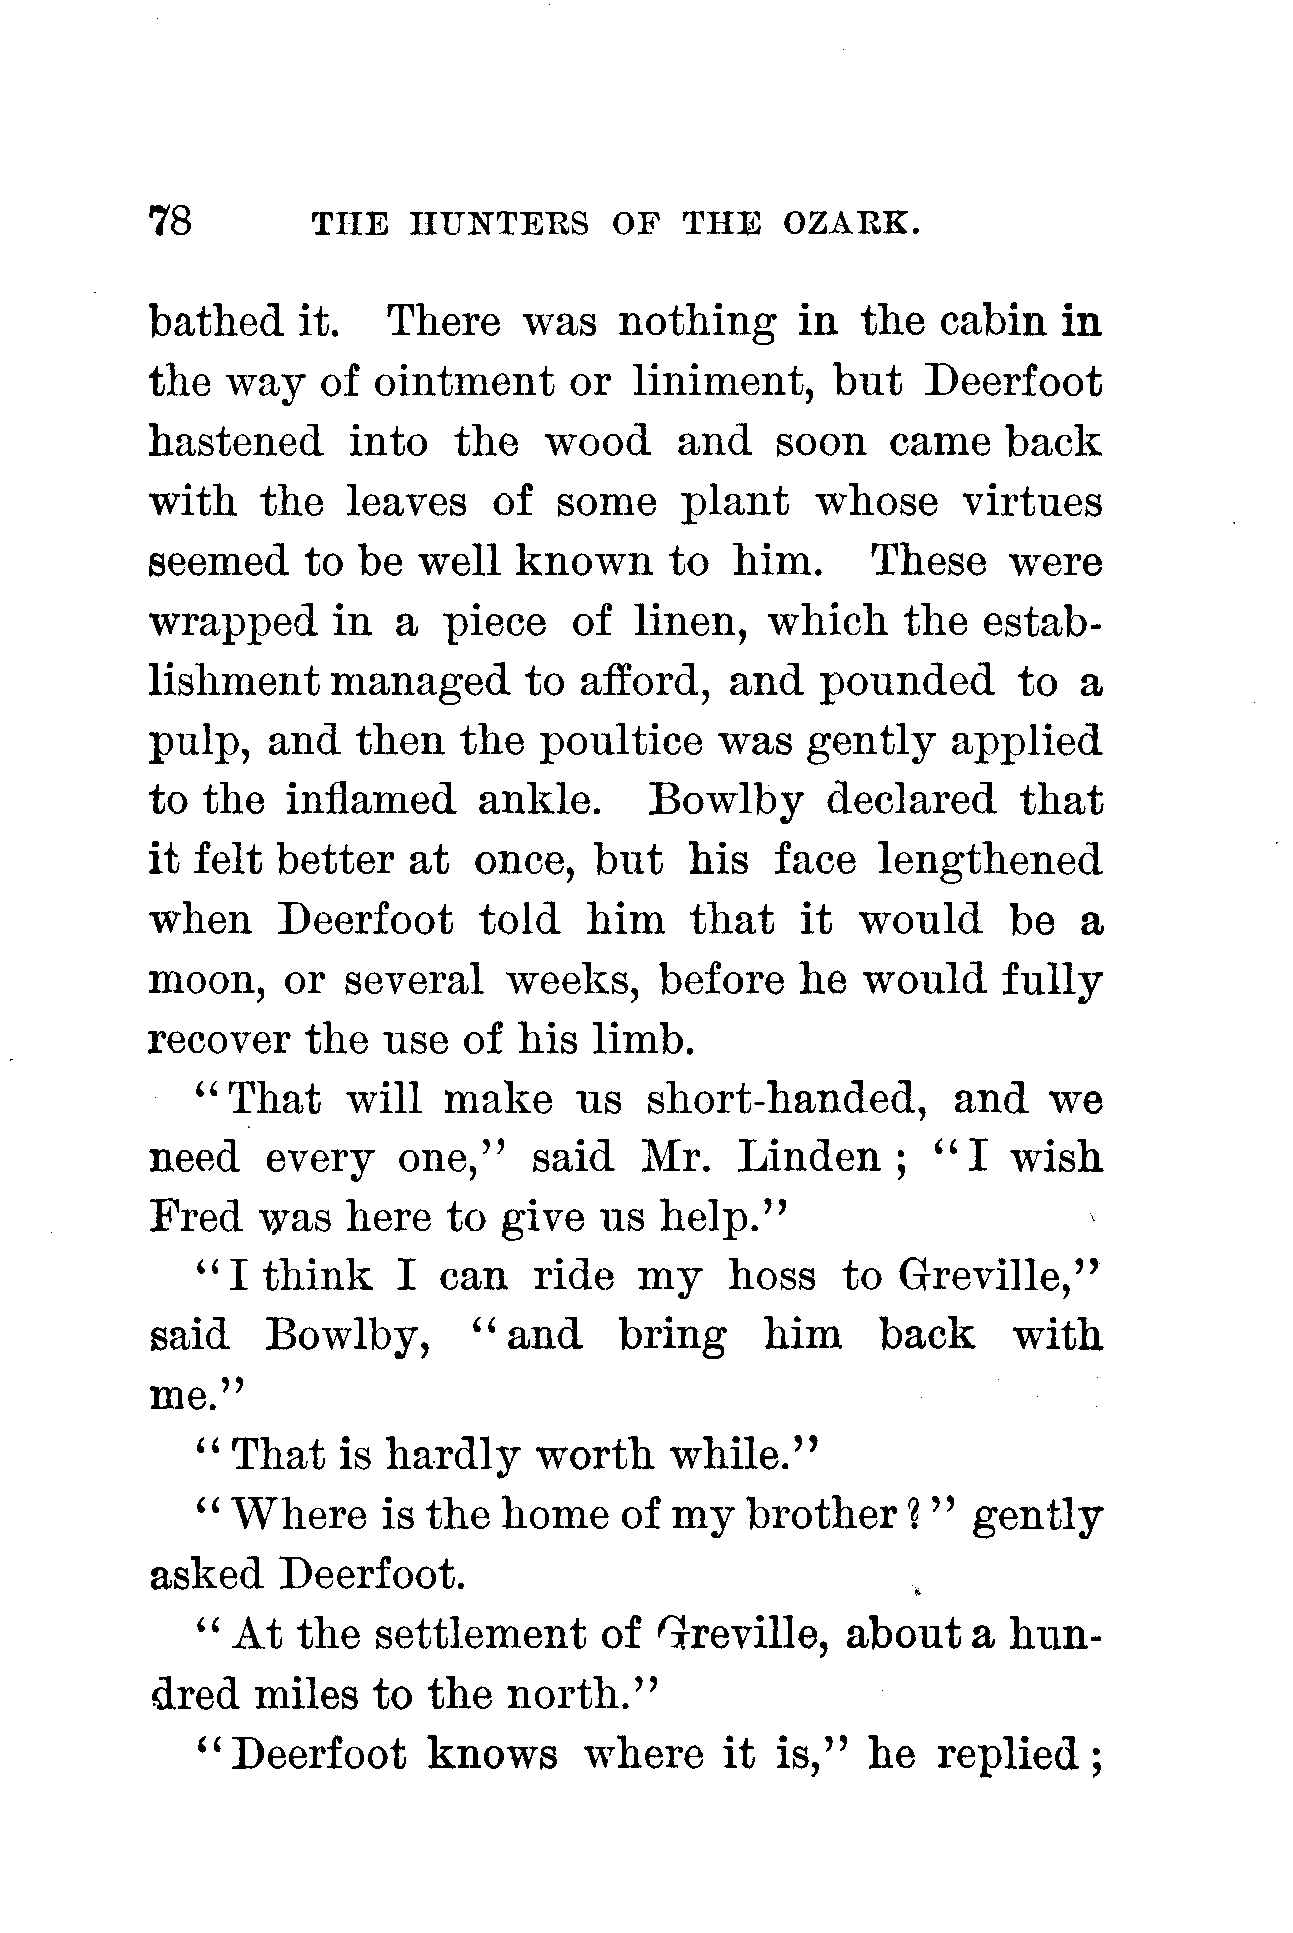 78 THE HUNTERS OF THE OZARK.
bathed it. There was nothing in the cabin in
the way of ointment or liniment, but Deerfoot
hastened into the wood and soon came back
with the leaves of some plant whose virtues
seemed to be well known to him. These were
wrapped in a piece of linen, which the estab-
lishment managed to afford, and pounded to a
pulp, and then the poultice was gently applied
to the inflamed ankle. Bowlby declared that
it felt better at once, but his face lengthened
when Deerfoot told him that it would be a
moon, or several weeks, before he would fully
recover the use of his limb.
"That will make us short-handed, and we
need every one," said Mr. Linden; "I wish
Fred was here to give us help."
"I think I can ride my hoss to Greville,"
said Bowlby, "and bring him back with
me."
"That is hardly worth while."
"Where is the home of my brother?" gently
asked Deerfoot.
"At the settlement of Greville, about a hun-
dred miles to the north."
"Deerfoot knows where it is," he replied;